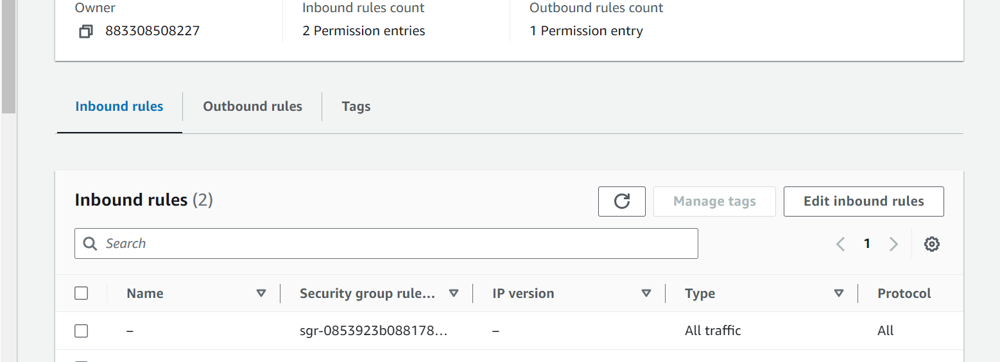 Owner Inbound rules count Outbound rules count
883308508227 2 Permission entries 1 Permission entry
Inbound rules Outbound rules Tags
Inbound rules (2) Manage tags Edit inbound rules
Search 1
Name Security group rule... IP version Type Protocol
– sgr-0853923b088178... – All traffic All